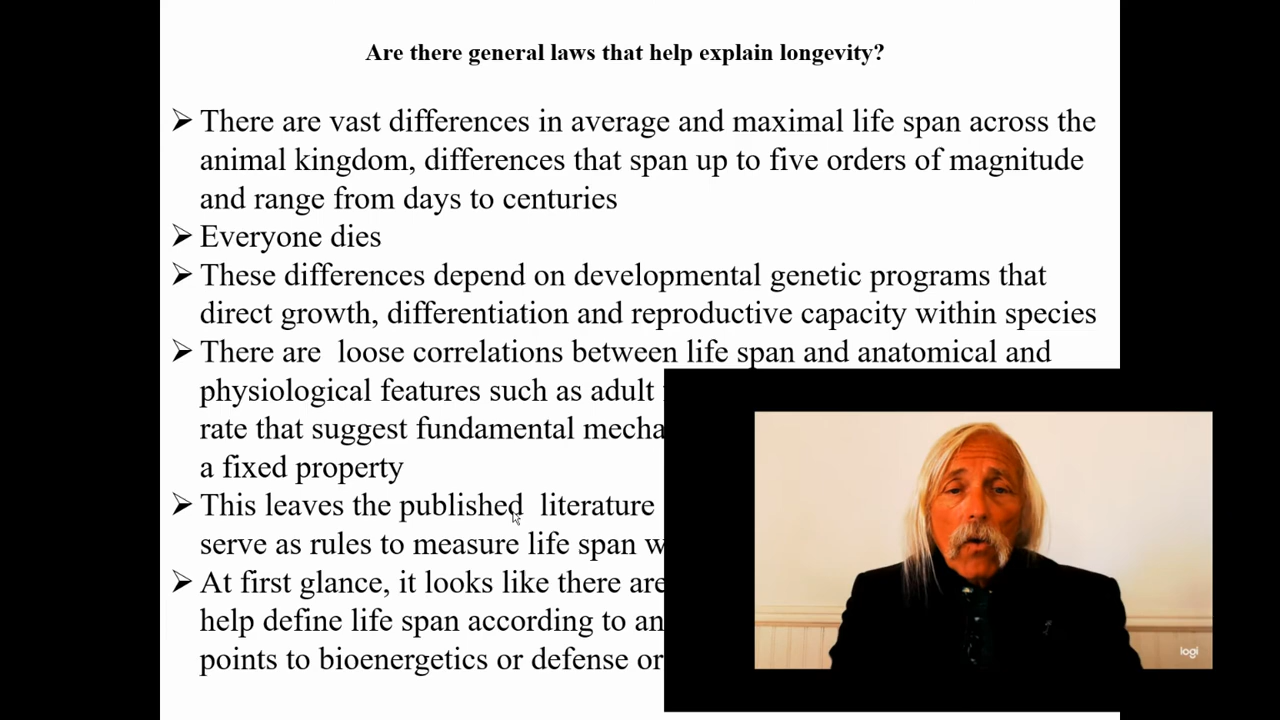 Are there general laws that help explain longevity?
➢ There are vast differences in average and maximal life span across the
animal kingdom, differences that span up to five orders of magnitude
and range from days to centuries
➢ Everyone dies
➢ These differences depend on developmental genetic programs that
direct growth, differentiation and reproductive capacity within species
➢ There are  loose correlations between life span and anatomical and
physiological features such as adult
rate that suggest fundamental mecha
a fixed property
➢ This leaves the published  literature
serve as rules to measure life span w
➢ At first glance, it looks like there are
help define life span according to an
points to bioenergetics or defense or
logi